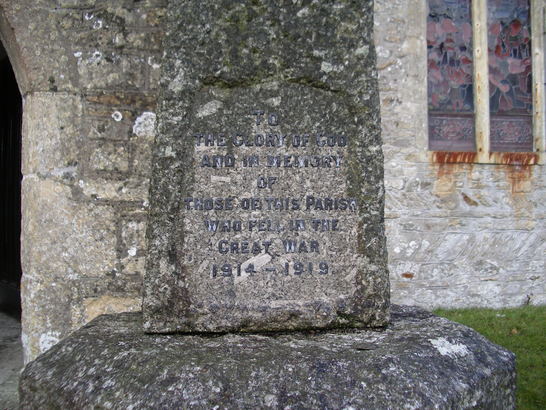 TO
THE GLORY OF GOD
AND IN MEMORY
OF
THOSE OF THIS PARISH
WHO FELL IN THE
GREAT WAR
1914 - 1919